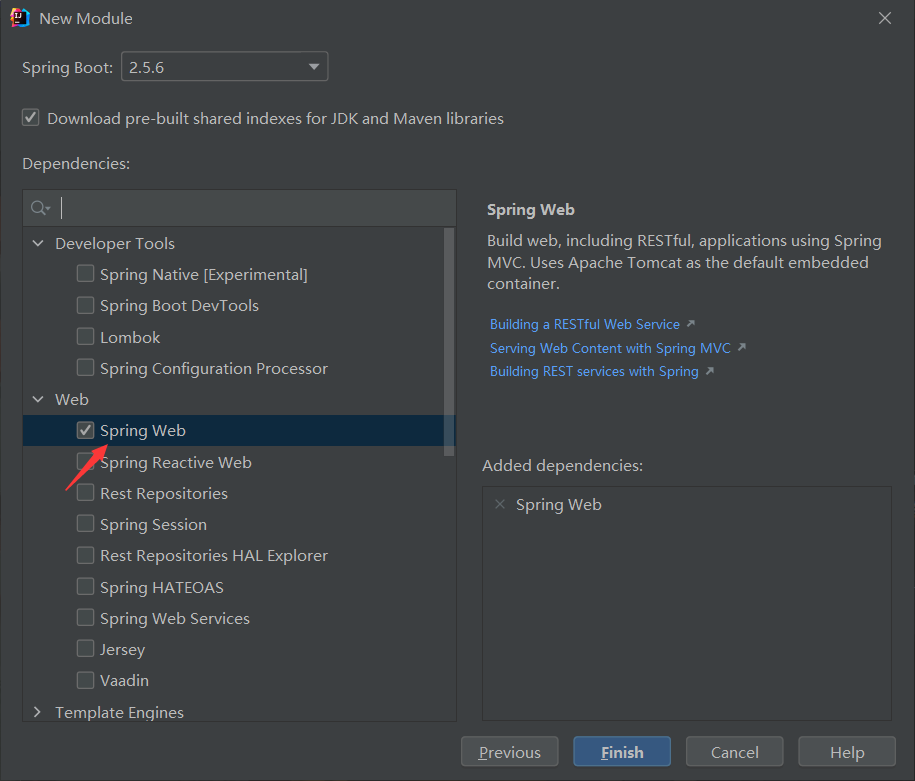 New Module
Spring Boot: 2.5.6
Download pre-built shared indexes for JDK and Maven libraries
Dependencies:
Developer Tools
Spring Native [Experimental]
Spring Boot DevTools
Lombok
Spring Configuration Processor
Web
Spring Web
Spring Reactive Web
Rest Repositories
Spring Session
Rest Repositories HAL Explorer
Spring HATEOAS
Spring Web Services
Jersey
Vaadin
Template Engines
Spring Web
Build web, including RESTful, applications using Spring
MVC. Uses Apache Tomcat as the default embedded
container.
Building a RESTful Web Service
Serving Web Content with Spring MVC
Building REST services with Spring
Added dependencies:
Spring Web
Previous Finish Cancel Help